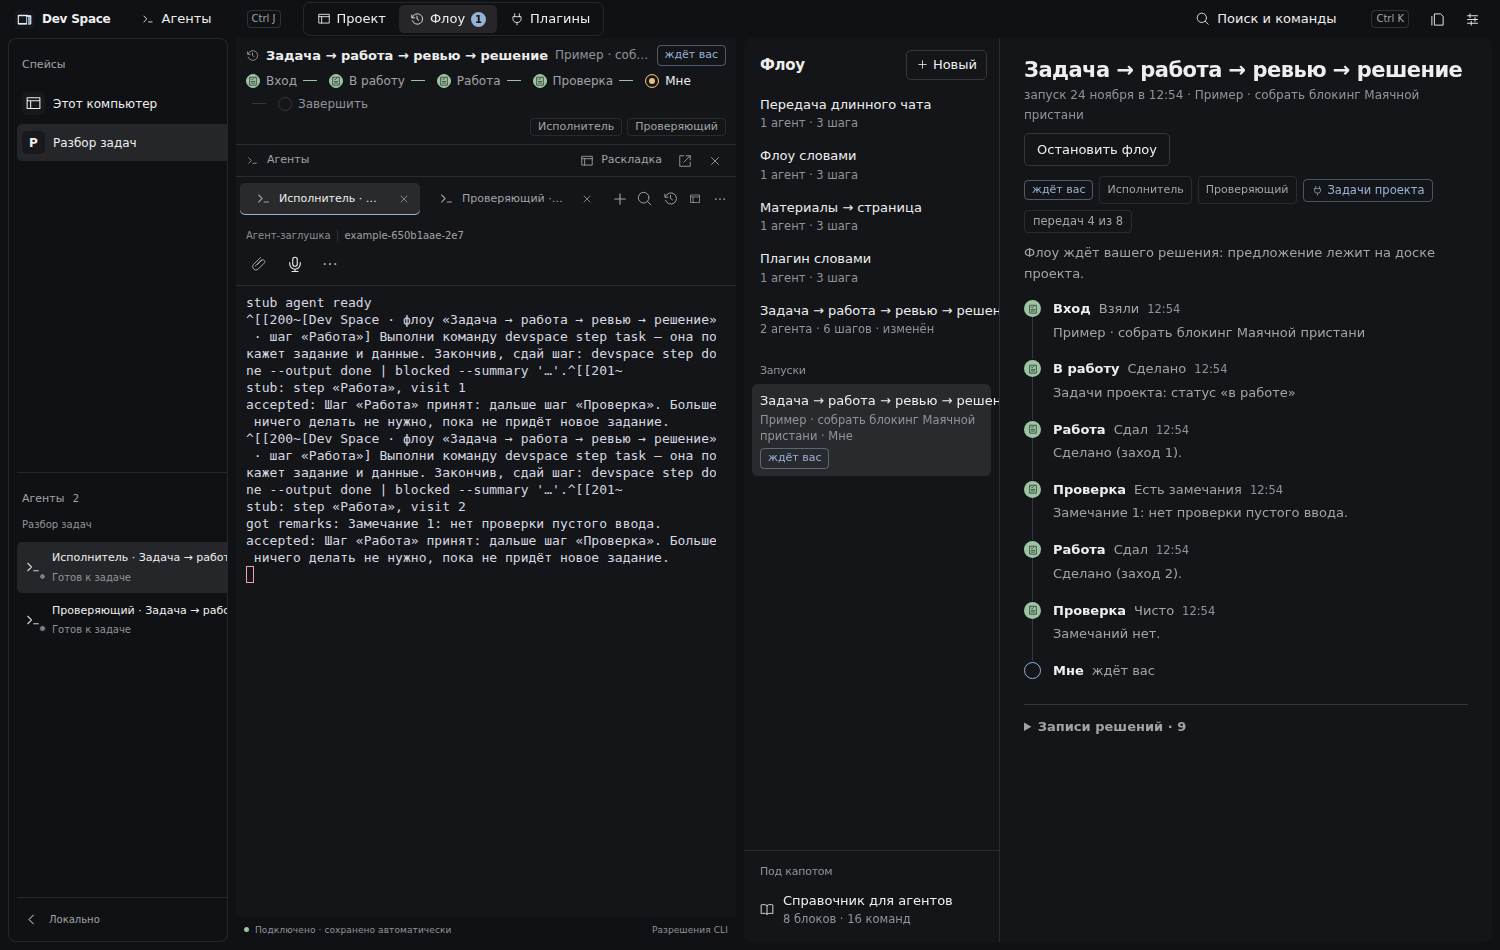 Dev Space
Агенты
Ctrl J
Проект
Флоу 1
Плагины
Поиск и команды
Ctrl K
Спейсы
Этот компьютер
P Разбор задач
Агенты 2
Разбор задач
Исполнитель · Задача → работ
Готов к задаче
Проверяющий · Задача → рабо
Готов к задаче
Локально
Задача → работа → ревью → решение Пример · соб… ждёт вас
Вход В работу Работа Проверка Мне
Завершить
Исполнитель Проверяющий
Агенты Раскладка
Исполнитель · … Проверяющий ·…
Агент-заглушка example-650b1aae-2e7
stub agent ready
^[[200~[Dev Space · флоу «Задача → работа → ревью → решение»
· шаг «Работа»] Выполни команду devspace step task — она по
кажет задание и данные. Закончив, сдай шаг: devspace step do
ne --output done | blocked --summary '…'.^[[201~
stub: step «Работа», visit 1
accepted: Шаг «Работа» принят: дальше шаг «Проверка». Больше
ничего делать не нужно, пока не придёт новое задание.
^[[200~[Dev Space · флоу «Задача → работа → ревью → решение»
· шаг «Работа»] Выполни команду devspace step task — она по
кажет задание и данные. Закончив, сдай шаг: devspace step do
ne --output done | blocked --summary '…'.^[[201~
stub: step «Работа», visit 2
got remarks: Замечание 1: нет проверки пустого ввода.
accepted: Шаг «Работа» принят: дальше шаг «Проверка». Больше
ничего делать не нужно, пока не придёт новое задание.
Подключено · сохранено автоматически Разрешения CLI
Флоу
+ Новый
Передача длинного чата
1 агент · 3 шага
Флоу словами
1 агент · 3 шага
Материалы → страница
1 агент · 3 шага
Плагин словами
1 агент · 3 шага
Задача → работа → ревью → решен
2 агента · 6 шагов · изменён
Запуски
Задача → работа → ревью → решен
Пример · собрать блокинг Маячной
пристани · Мне
ждёт вас
Под капотом
Справочник для агентов
8 блоков · 16 команд
Задача → работа → ревью → решение
запуск 24 ноября в 12:54 · Пример · собрать блокинг Маячной
пристани
Остановить флоу
ждёт вас Исполнитель Проверяющий Задачи проекта
передач 4 из 8
Флоу ждёт вашего решения: предложение лежит на доске
проекта.
Вход Взяли 12:54
Пример · собрать блокинг Маячной пристани
В работу Сделано 12:54
Задачи проекта: статус «в работе»
Работа Сдал 12:54
Сделано (заход 1).
Проверка Есть замечания 12:54
Замечание 1: нет проверки пустого ввода.
Работа Сдал 12:54
Сделано (заход 2).
Проверка Чисто 12:54
Замечаний нет.
Мне ждёт вас
▶ Записи решений · 9